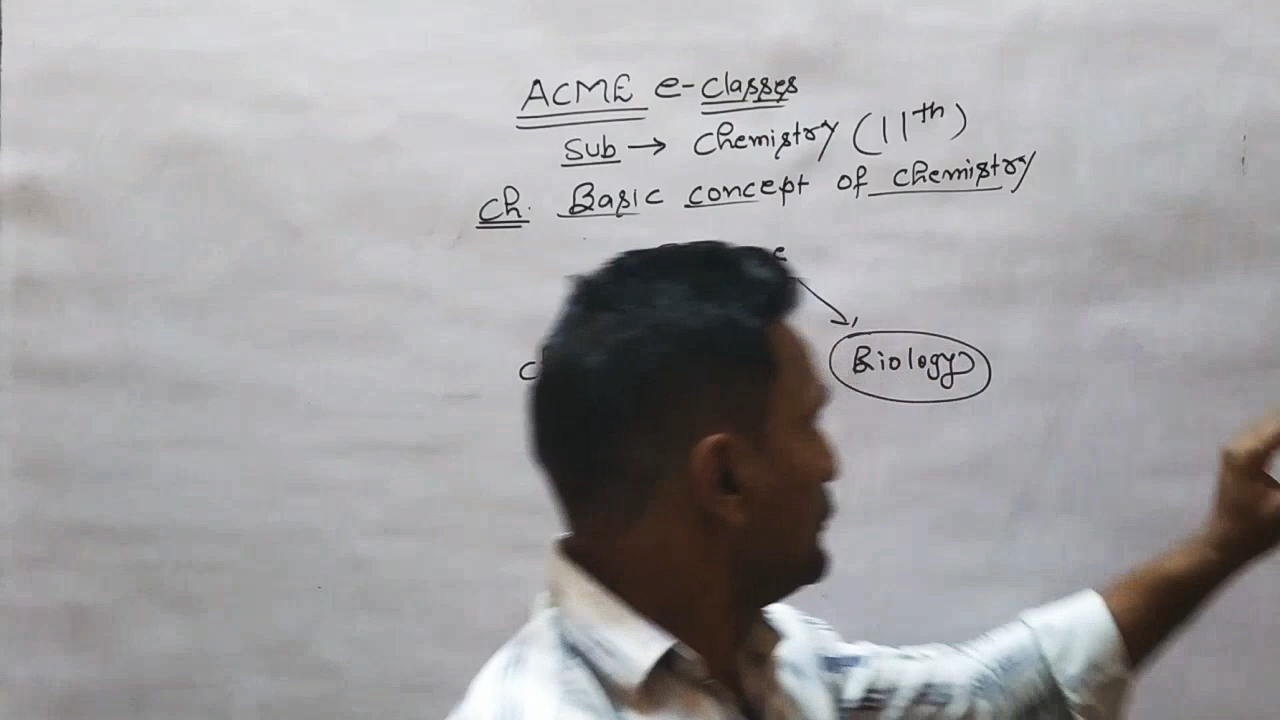 ACME e-classes
Sub → Chemistry (11th)
Ch. Basic concept of chemistry
Biology